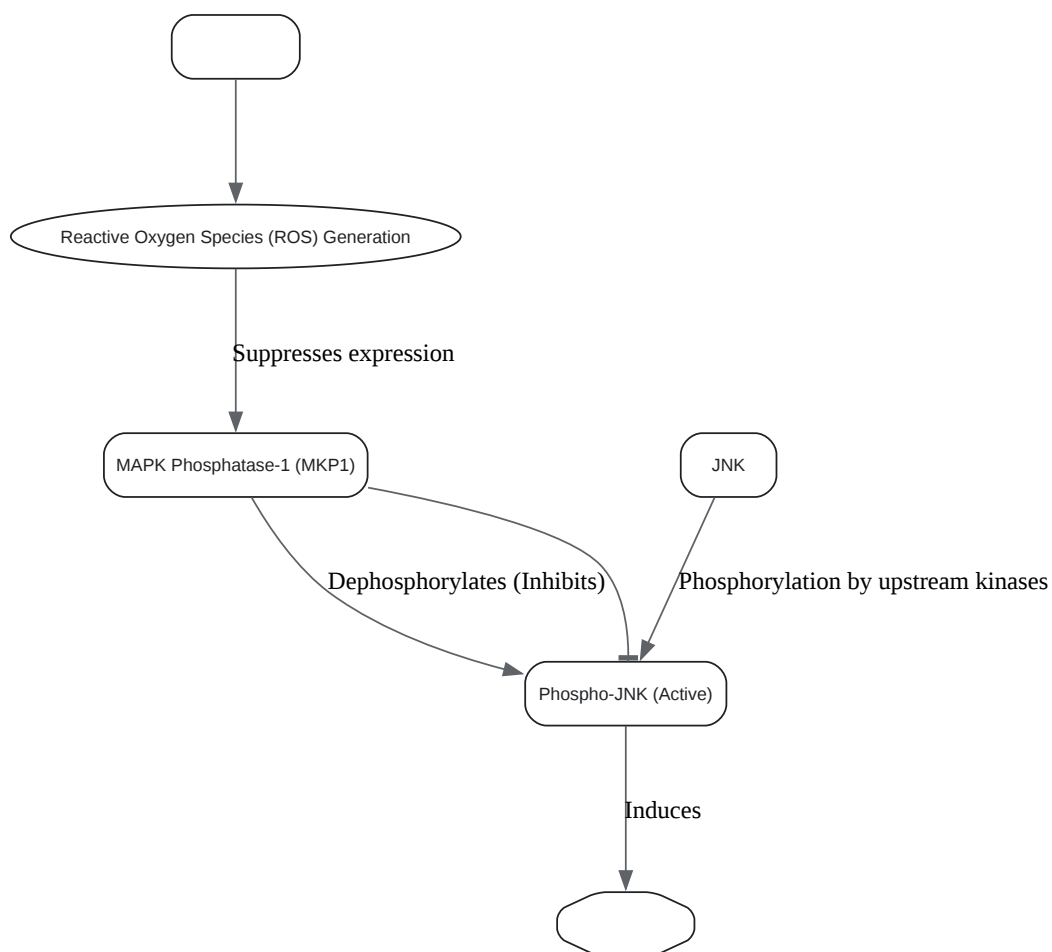 Reactive Oxygen Species (ROS) Generation
Suppresses expression
MAPK Phosphatase-1 (MKP1)
JNK
Dephosphorylates (Inhibits)
Phosphorylation by upstream kinases
Phospho-JNK (Active)
Induces